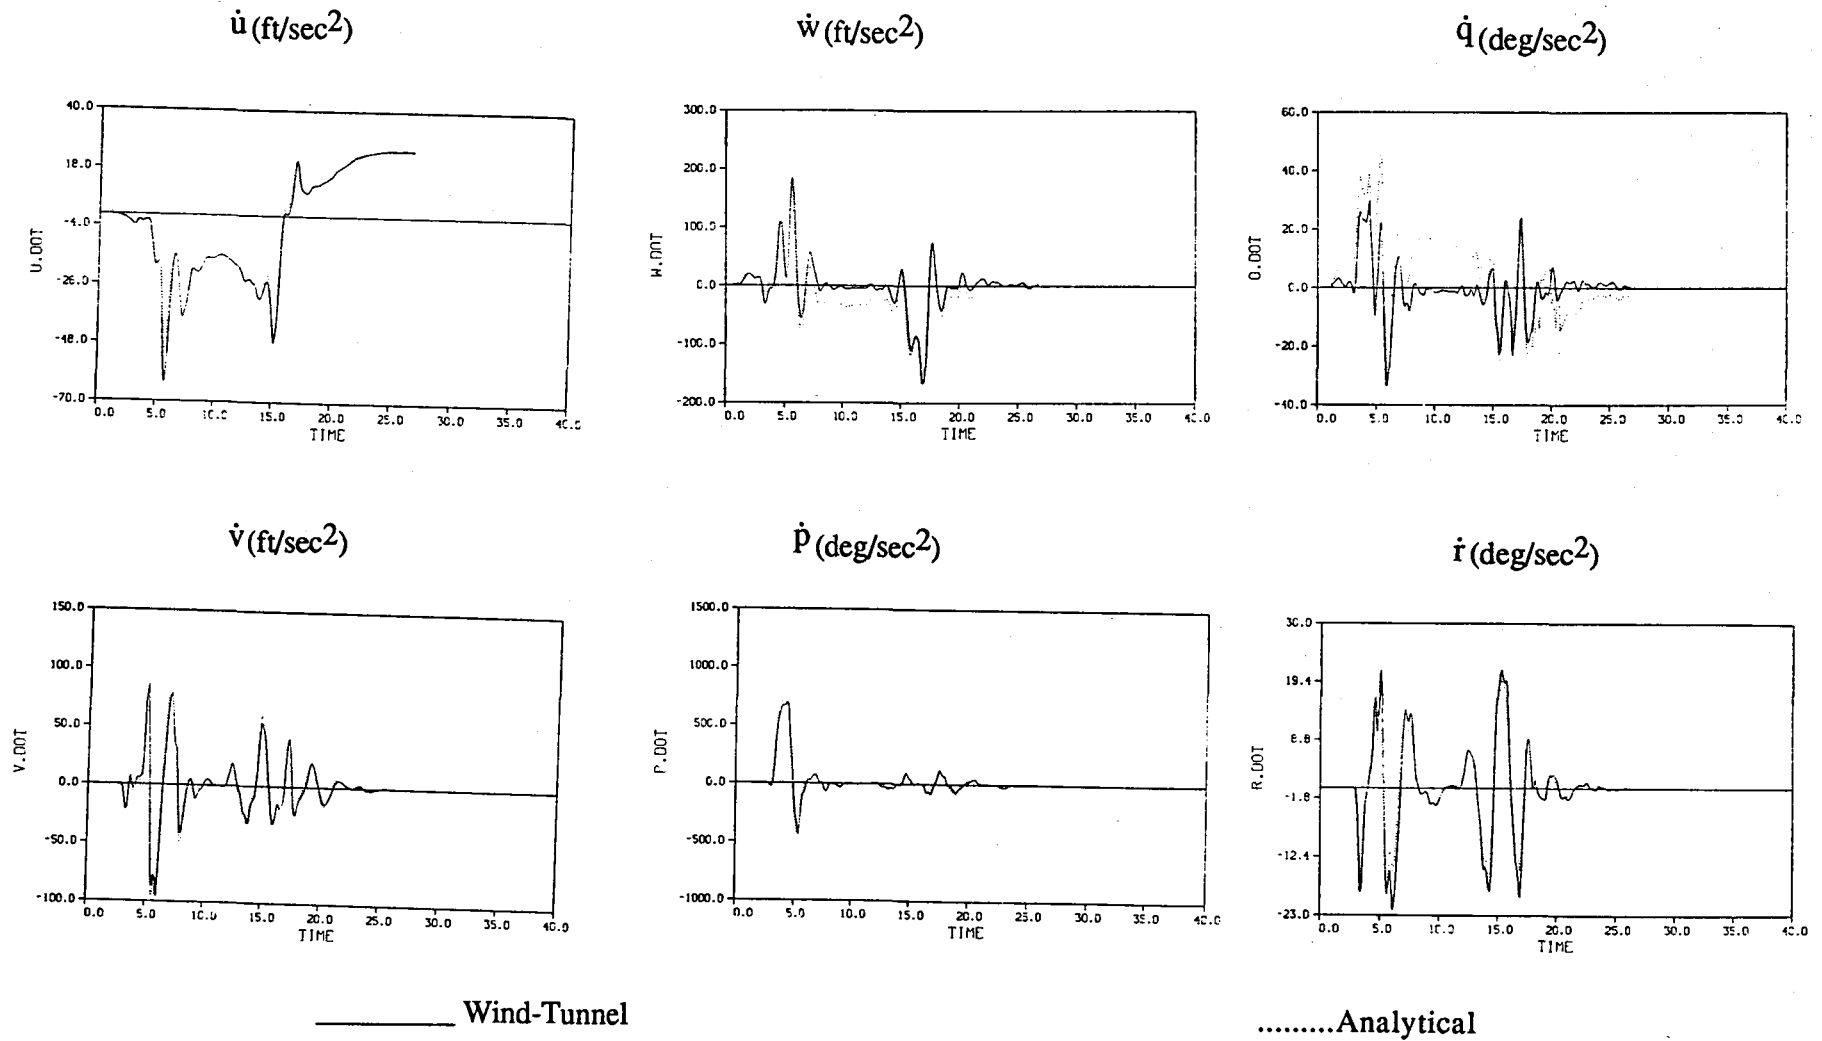 u̇ (ft/sec2)
ẇ (ft/sec2)
q̇ (deg/sec2)
40.0
18.0
-4.0
-26.0
-48.0
-70.0
U.DOT
0.0 5.0 10.0 15.0 20.0 25.0 30.0 35.0 40.0
TIME
300.0
200.0
100.0
0.0
-100.0
-200.0
W.DOT
0.0 5.0 10.0 15.0 20.0 25.0 30.0 35.0 40.0
TIME
60.0
40.0
20.0
0.0
-20.0
-40.0
Q.DOT
0.0 5.0 10.0 15.0 20.0 25.0 30.0 35.0 40.0
TIME
v̇ (ft/sec2)
ṗ (deg/sec2)
ṙ (deg/sec2)
150.0
100.0
50.0
0.0
-50.0
-100.0
V.DOT
0.0 5.0 10.0 15.0 20.0 25.0 30.0 35.0 40.0
TIME
1500.0
1000.0
500.0
0.0
-500.0
-1000.0
P.DOT
0.0 5.0 10.0 15.0 20.0 25.0 30.0 35.0 40.0
TIME
30.0
19.4
8.8
-1.8
-12.4
-23.0
R.DOT
0.0 5.0 10.0 15.0 20.0 25.0 30.0 35.0 40.0
TIME
Wind-Tunnel
.........Analytical